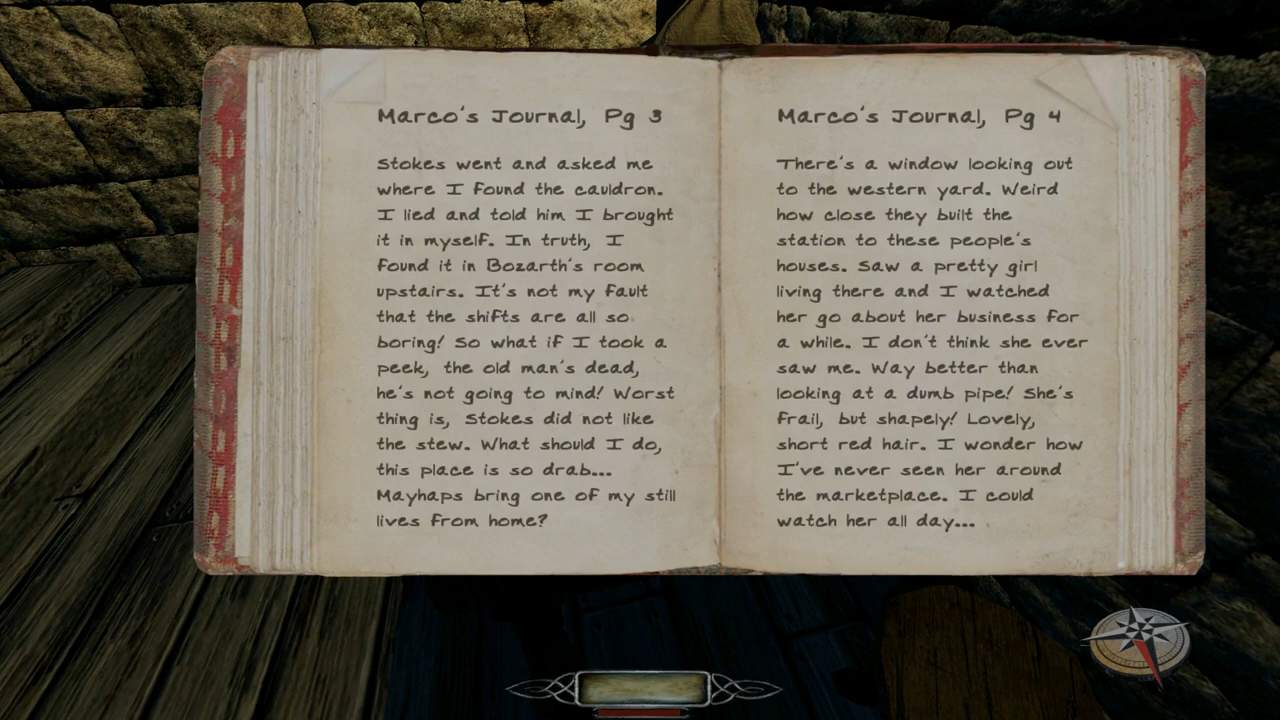 Marco's Journal, Pg 3
Stokes went and asked me
where I found the cauldron.
I lied and told him I brought
it in myself. In truth, I
found it in Bozarth's room
upstairs. It's not my fault
that the shifts are all so
boring! So what if I took a
peek, the old man's dead,
he's not going to mind! Worst
thing is, Stokes did not like
the stew. What should I do,
this place is so drab...
Mayhaps bring one of my still
lives from home?
Marco's Journal, Pg 4
There's a window looking out
to the western yard. Weird
how close they built the
station to these people's
houses. Saw a pretty girl
living there and I watched
her go about her business for
a while. I don't think she ever
saw me. Way better than
looking at a dumb pipe! She's
frail, but shapely! Lovely,
short red hair. I wonder how
I've never seen her around
the marketplace. I could
watch her all day...